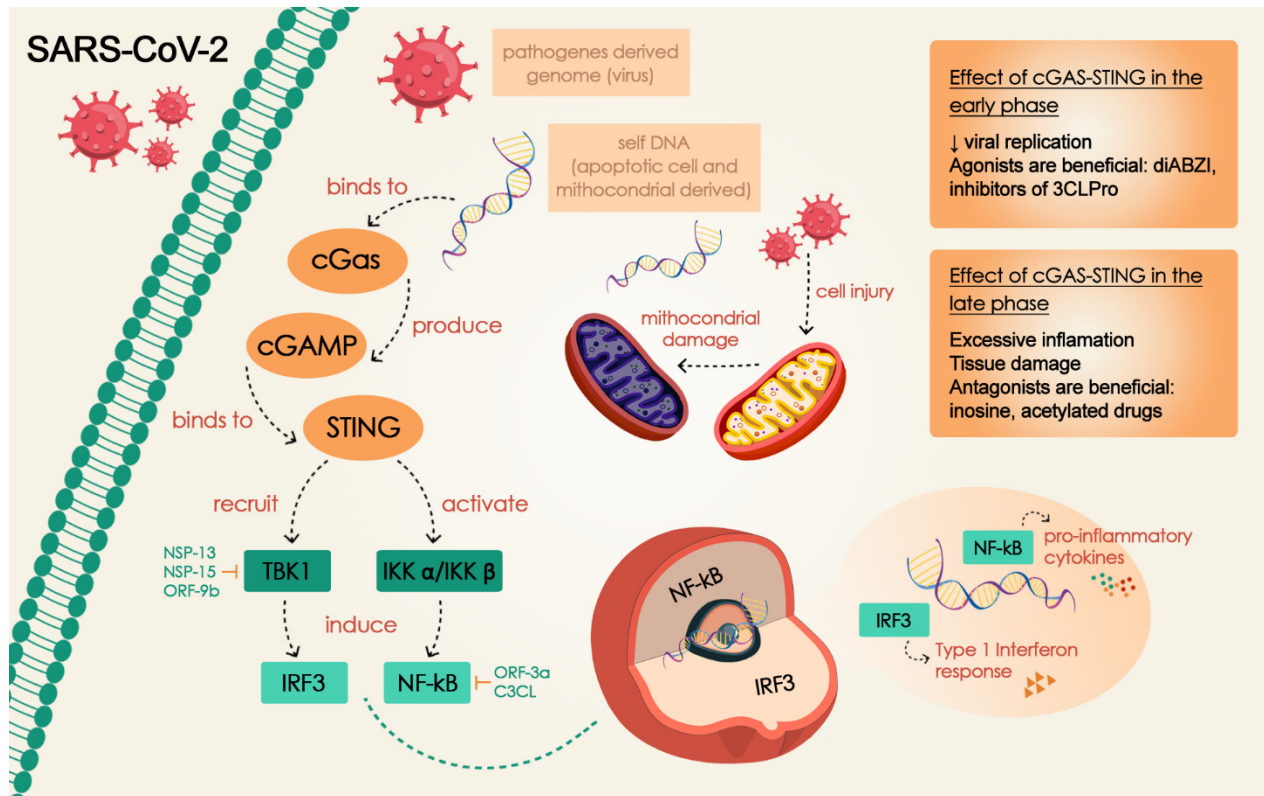 SARS-CoV-2
pathogenes derived
genome (virus)
self DNA
(apoptotic cell and
mithocondrial derived)
binds to
cGas
produce
cGAMP
binds to
STING
recruit
activate
NSP-13
NSP-15
ORF-9b
TBK1
IKK α/IKK β
induce
IRF3
NF-kB
ORF-3a
C3CL
cell injury
mithocondrial
damage
NF-kB
IRF3
Effect of cGAS-STING in the
early phase
↓ viral replication
Agonists are beneficial: diABZI,
inhibitors of 3CLPro
Effect of cGAS-STING in the
late phase
Excessive inflamation
Tissue damage
Antagonists are beneficial:
inosine, acetylated drugs
NF-kB
pro-inflammatory
cytokines
IRF3
Type 1 Interferon
response